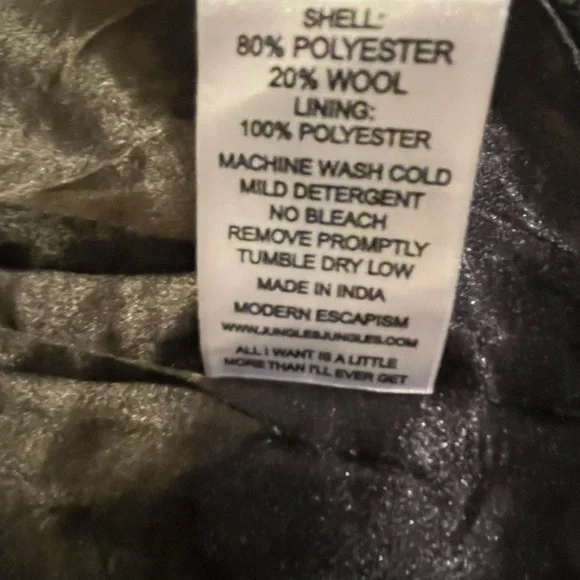 SHELL:
80% POLYESTER
20% WOOL
LINING:
100% POLYESTER
MACHINE WASH COLD
MILD DETERGENT
NO BLEACH
REMOVE PROMPTLY
TUMBLE DRY LOW
MADE IN INDIA
MODERN ESCAPISM
WWW.JUNGLESJUNGLES.COM
ALL I WANT IS A LITTLE
MORE THAN I'LL EVER GET